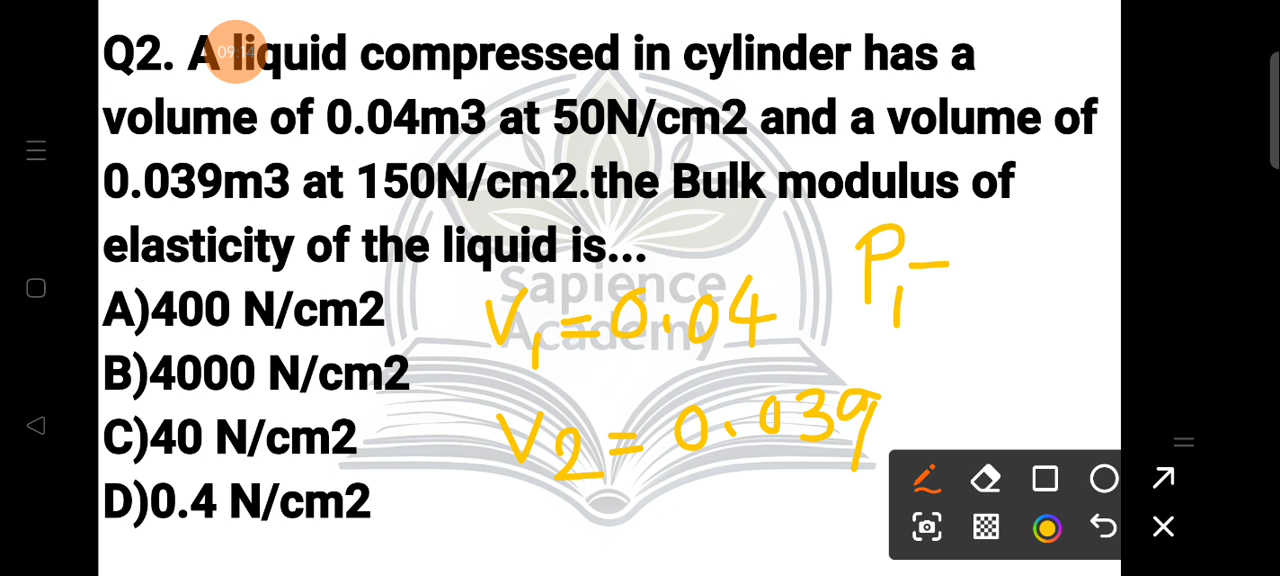 Q2. A liquid compressed in cylinder has a
volume of 0.04m3 at 50N/cm2 and a volume of
0.039m3 at 150N/cm2.the Bulk modulus of
elasticity of the liquid is...
A)400 N/cm2
B)4000 N/cm2
C)40 N/cm2
D)0.4 N/cm2
Sapience
Academy
V1 = 0.04
P1 -
V2 = 0.039